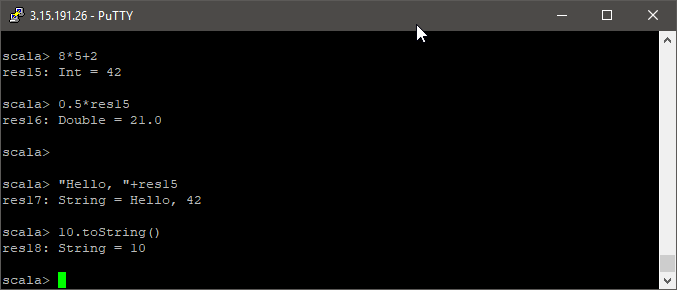 3.15.191.26 - PuTTY
scala> 8*5+2
res15: Int = 42
scala> 0.5*res15
res16: Double = 21.0
scala>
scala> "Hello, "+res15
res17: String = Hello, 42
scala> 10.toString()
res18: String = 10
scala>